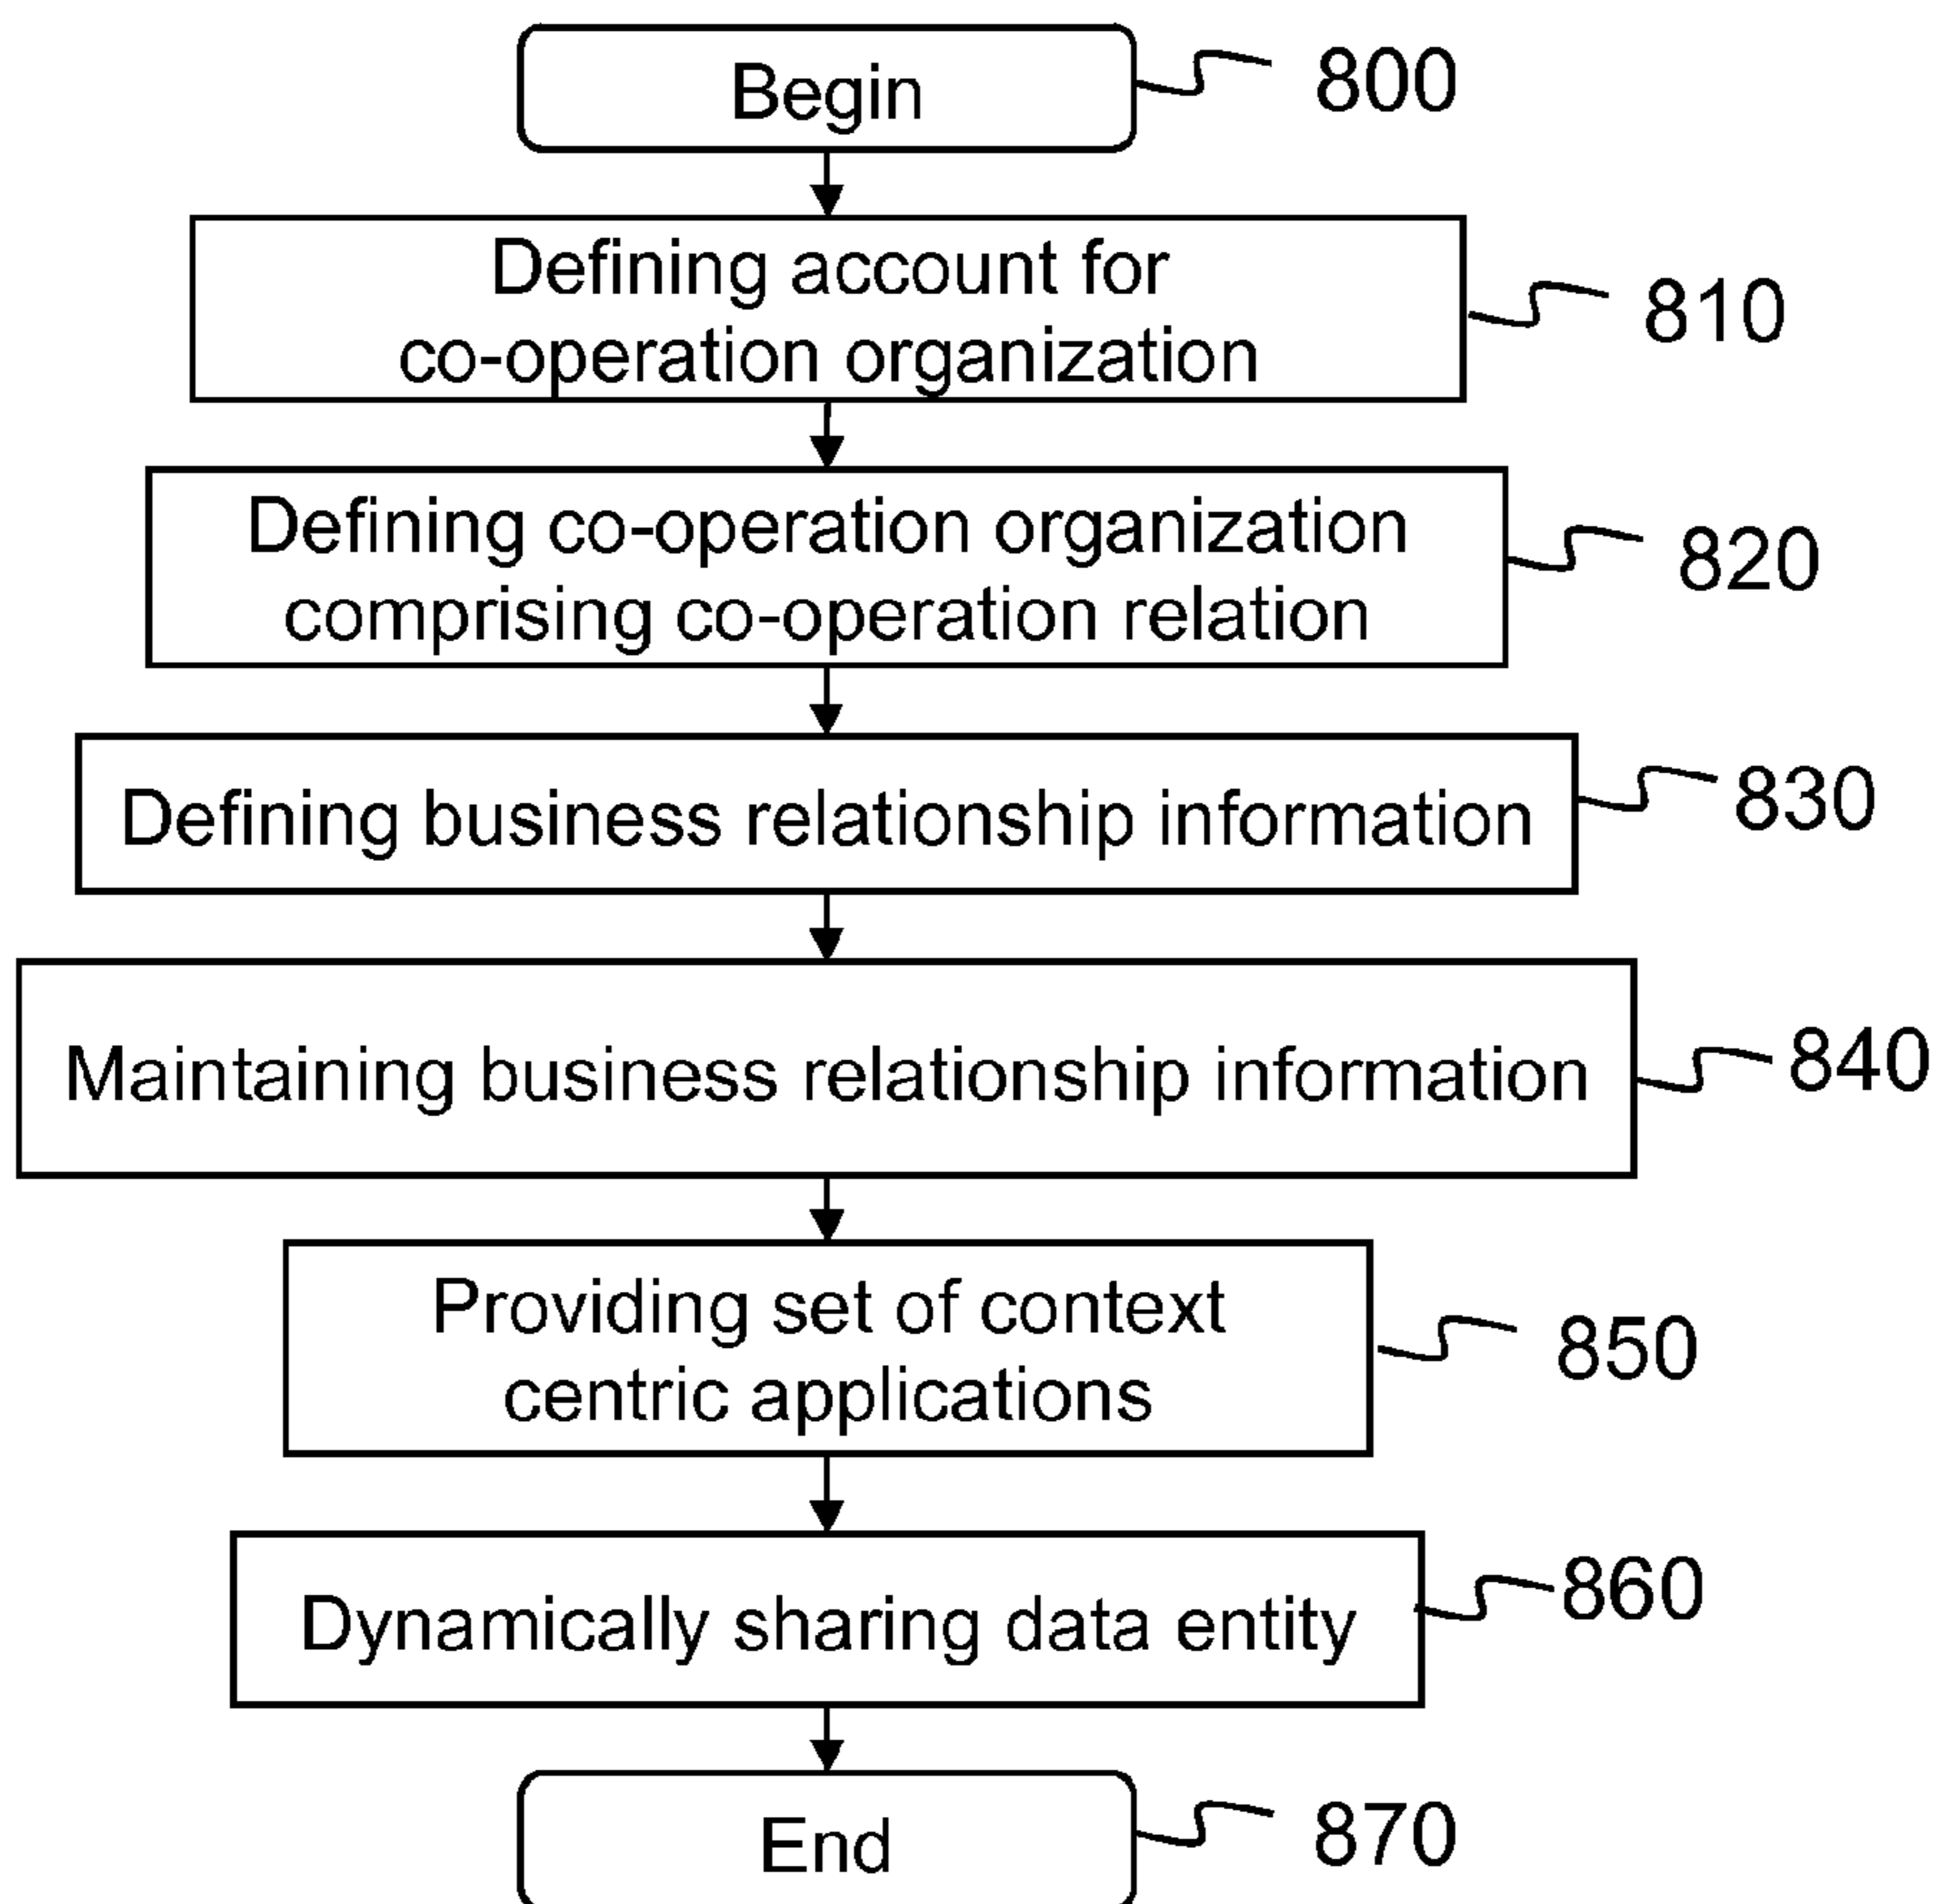 Begin
800
Defining account for
co-operation organization
810
Defining co-operation organization
comprising co-operation relation
820
Defining business relationship information
830
Maintaining business relationship information
840
Providing set of context
centric applications
850
Dynamically sharing data entity
860
End
870